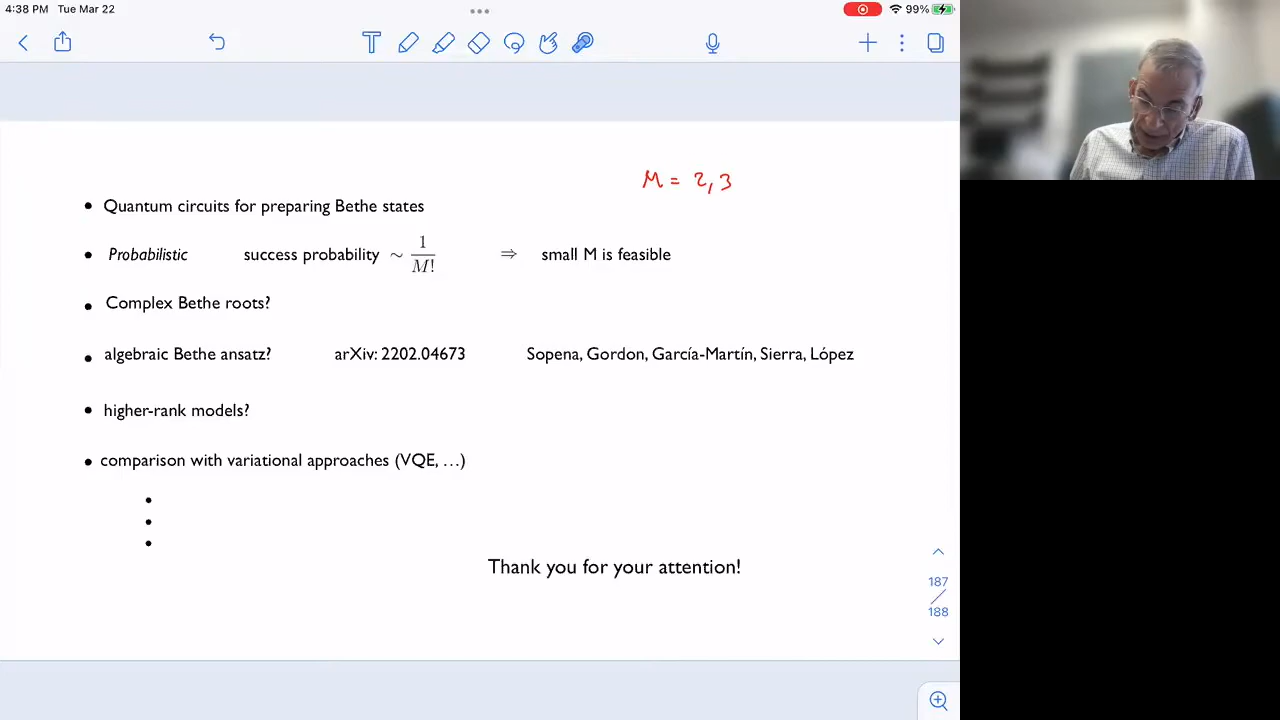 4:38 PM Tue Mar 22
99%
M = 2, 3
• Quantum circuits for preparing Bethe states
• Probabilistic success probability ~ 1/M! ⇒ small M is feasible
• Complex Bethe roots?
• algebraic Bethe ansatz? arXiv: 2202.04673 Sopena, Gordon, García-Martín, Sierra, López
• higher-rank models?
• comparison with variational approaches (VQE, …)
•
•
•
Thank you for your attention!
187
/
188